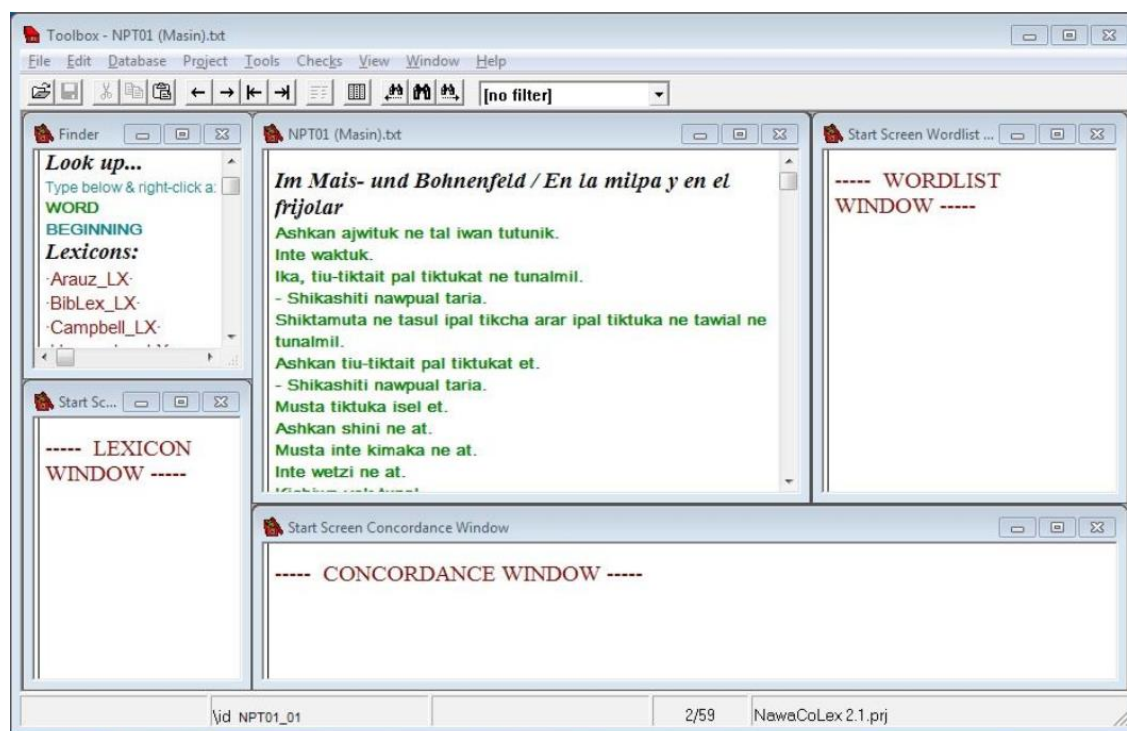 Toolbox - NPT01 (Masin).txt
File Edit Database Project Tools Checks View Window Help
[no filter]
Finder
Look up...
Type below & right-click a:
WORD
BEGINNING
Lexicons:
·Arauz_LX·
·BibLex_LX·
·Campbell_LX·
NPT01 (Masin).txt
Im Mais- und Bohnenfeld / En la milpa y en el
frijolar
Ashkan ajwituk ne tal iwan tutunik.
Inte waktuk.
Ika, tiu-tiktait pal tiktukat ne tunalmil.
- Shikashiti nawpual taria.
Shiktamuta ne tasul ipal tikcha arar ipal tiktuka ne tawial ne
tunalmil.
Ashkan tiu-tiktait pal tiktukat et.
- Shikashiti nawpual taria.
Musta tiktuka isel et.
Ashkan shini ne at.
Musta inte kimaka ne at.
Inte wetzi ne at.
Start Screen Wordlist ...
----- WORDLIST
WINDOW -----
Start Sc...
----- LEXICON
WINDOW -----
Start Screen Concordance Window
----- CONCORDANCE WINDOW -----
\id NPT01_01
2/59
NawaCoLex 2.1.prj